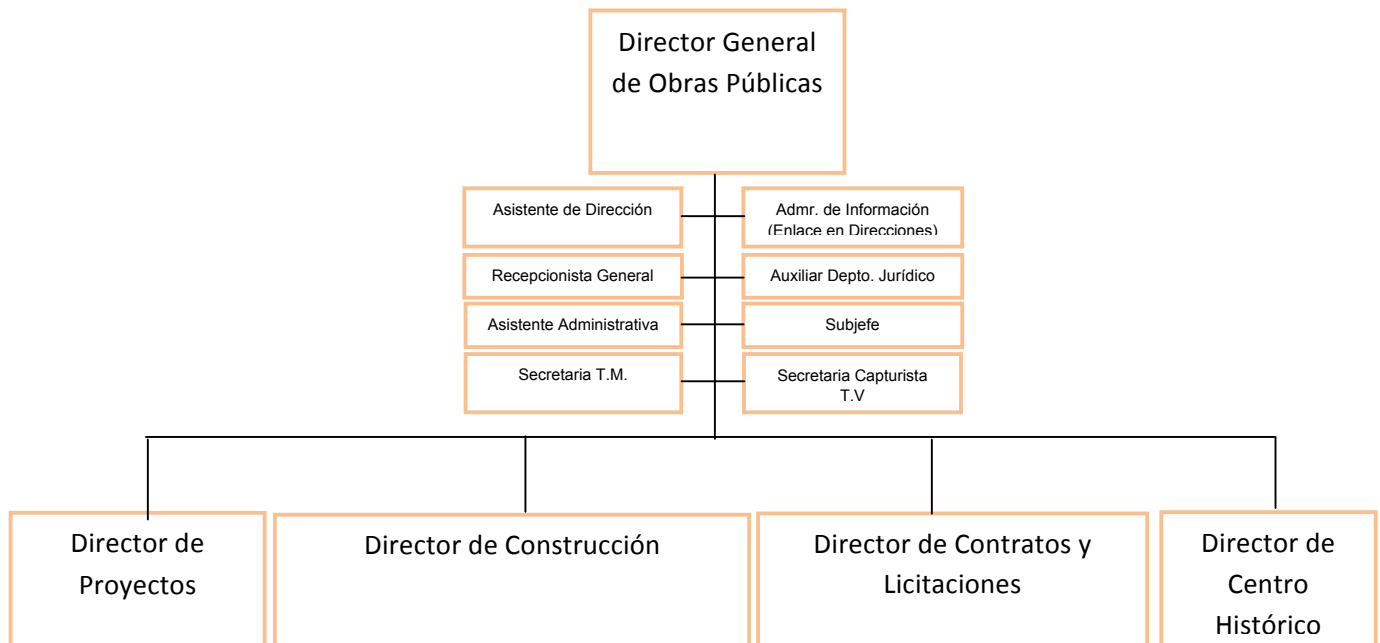 Director General
de Obras Públicas
Asistente de Dirección
Admr. de Información
(Enlace en Direcciones)
Recepcionista General
Auxiliar Depto. Jurídico
Asistente Administrativa
Subjefe
Secretaria T.M.
Secretaria Capturista
T.V
Director de
Proyectos
Director de Construcción
Director de Contratos y
Licitaciones
Director de
Centro
Histórico